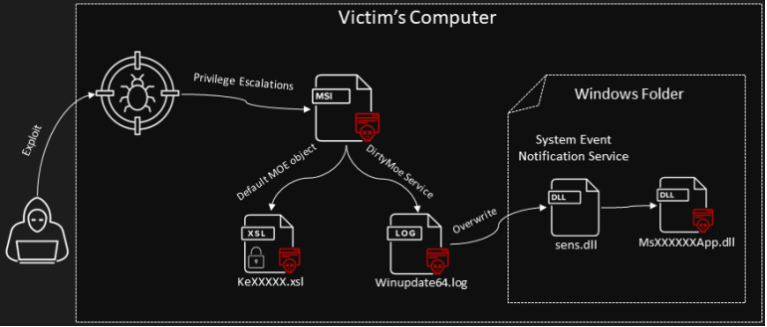 Victim's Computer
Exploit
Privilege Escalations
MSI
Default MOE object
DirtyMoe Service
XSL
KeXXXXX.xsl
LOG
Winupdate64.log
Overwrite
Windows Folder
System Event
Notification Service
DLL
sens.dll
DLL
MsXXXXXXApp.dll